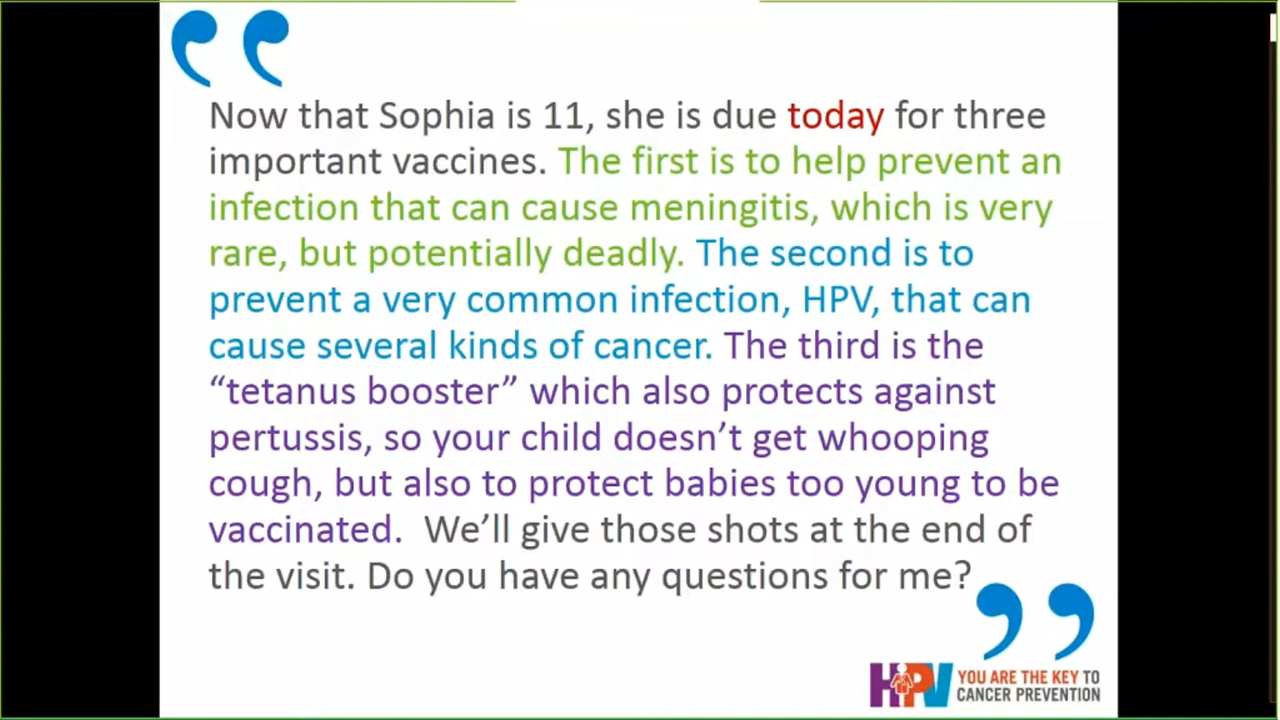 Now that Sophia is 11, she is due today for three
important vaccines. The first is to help prevent an
infection that can cause meningitis, which is very
rare, but potentially deadly. The second is to
prevent a very common infection, HPV, that can
cause several kinds of cancer. The third is the
“tetanus booster” which also protects against
pertussis, so your child doesn’t get whooping
cough, but also to protect babies too young to be
vaccinated.  We’ll give those shots at the end of
the visit. Do you have any questions for me?
HPV
YOU ARE THE KEY TO
CANCER PREVENTION